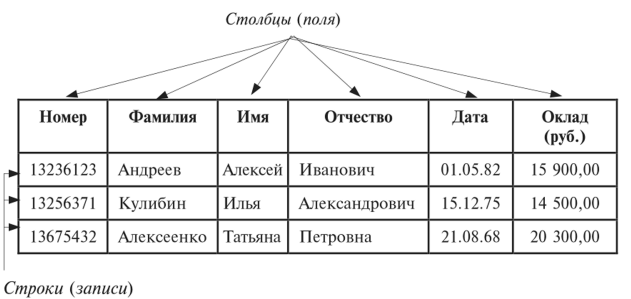 Столбцы (поля)
Номер Фамилия Имя Отчество Дата Оклад
(руб.)
13236123 Андреев Алексей Иванович 01.05.82 15 900,00
13256371 Кулибин Илья Александрович 15.12.75 14 500,00
13675432 Алексеенко Татьяна Петровна 21.08.68 20 300,00
Строки (записи)